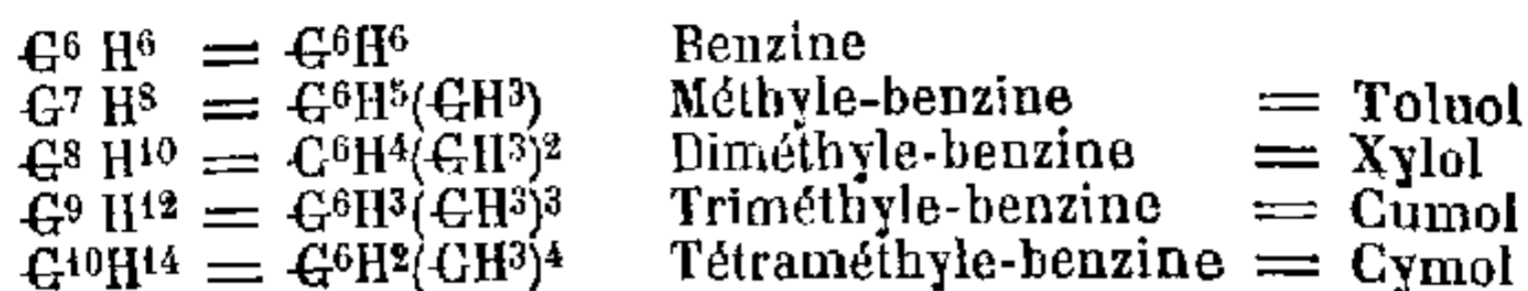 Ꞓ⁶ H⁶ = Ꞓ⁶H⁶ Benzine
Ꞓ⁷ H⁸ = Ꞓ⁶H⁵(ꞒH³) Méthyle-benzine = Toluol
Ꞓ⁸ H¹⁰ = C⁶H⁴(ꞒH³)² Diméthyle-benzine = Xylol
Ꞓ⁹ H¹² = Ꞓ⁶H³(ꞒH³)³ Triméthyle-benzine = Cumol
Ꞓ¹⁰H¹⁴ = Ꞓ⁶H²(ꞒH³)⁴ Tétraméthyle-benzine = Cymol